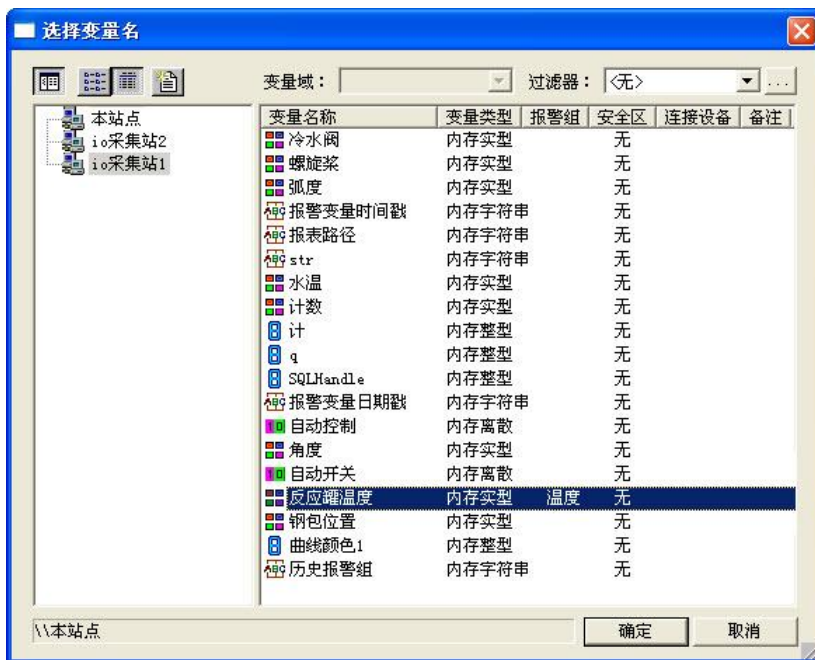 选择变量名
变量域： 过滤器： <无> ...
本站点
io采集站2
io采集站1
变量名称 变量类型 报警组 安全区 连接设备 备注
冷水阀 内存实型 无
螺旋桨 内存实型 无
弧度 内存实型 无
报警变量时间戳 内存字符串 无
报表路径 内存字符串 无
str 内存字符串 无
水温 内存实型 无
计数 内存实型 无
计 内存整型 无
q 内存整型 无
SQLHandle 内存整型 无
报警变量日期戳 内存字符串 无
自动控制 内存离散 无
角度 内存实型 无
自动开关 内存离散 无
反应罐温度 内存实型 温度 无
钢包位置 内存实型 无
曲线颜色1 内存整型 无
历史报警组 内存字符串 无
\\本站点 确定 取消